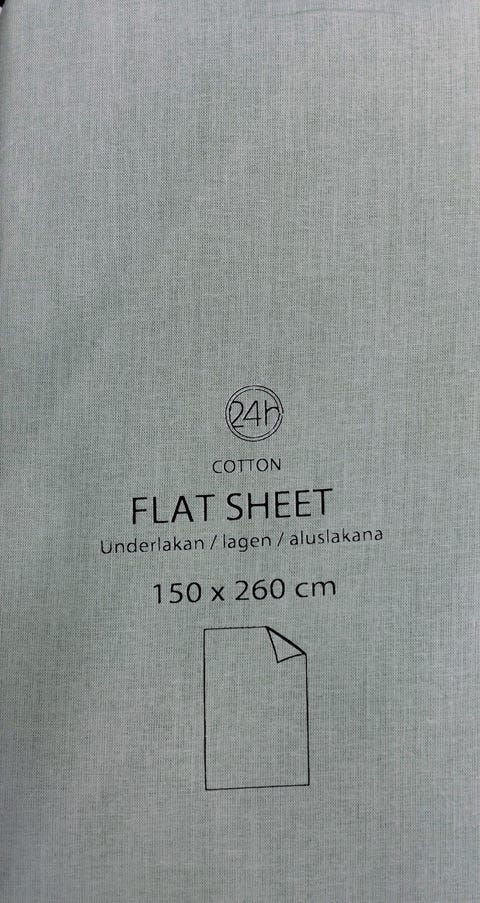 24h
COTTON
FLAT SHEET
Underlakan / lagen / aluslakana
150 x 260 cm